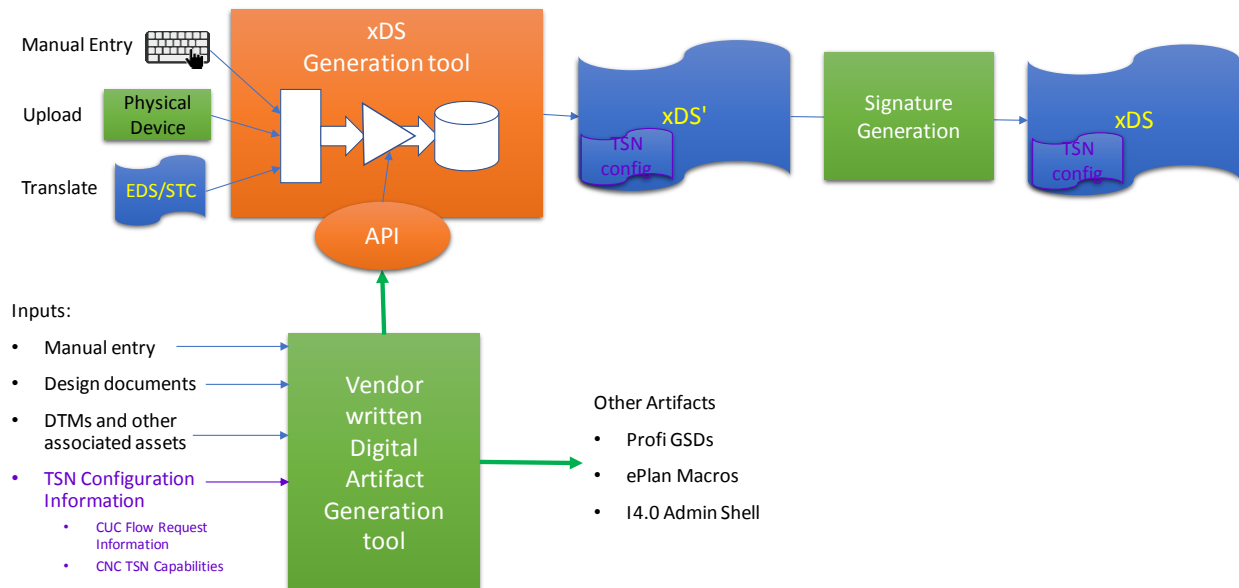 Manual Entry
Upload
Physical
Device
Translate
EDS/STC
xDS
Generation tool
API
xDS'
TSN
config
Signature
Generation
xDS
TSN
config
Inputs:
• Manual entry
• Design documents
• DTMs and other
associated assets
• TSN Configuration
Information
• CUC Flow Request
Information
• CNC TSN Capabilities
Vendor
written
Digital
Artifact
Generation
tool
Other Artifacts
• Profi GSDs
• ePlan Macros
• I4.0 Admin Shell